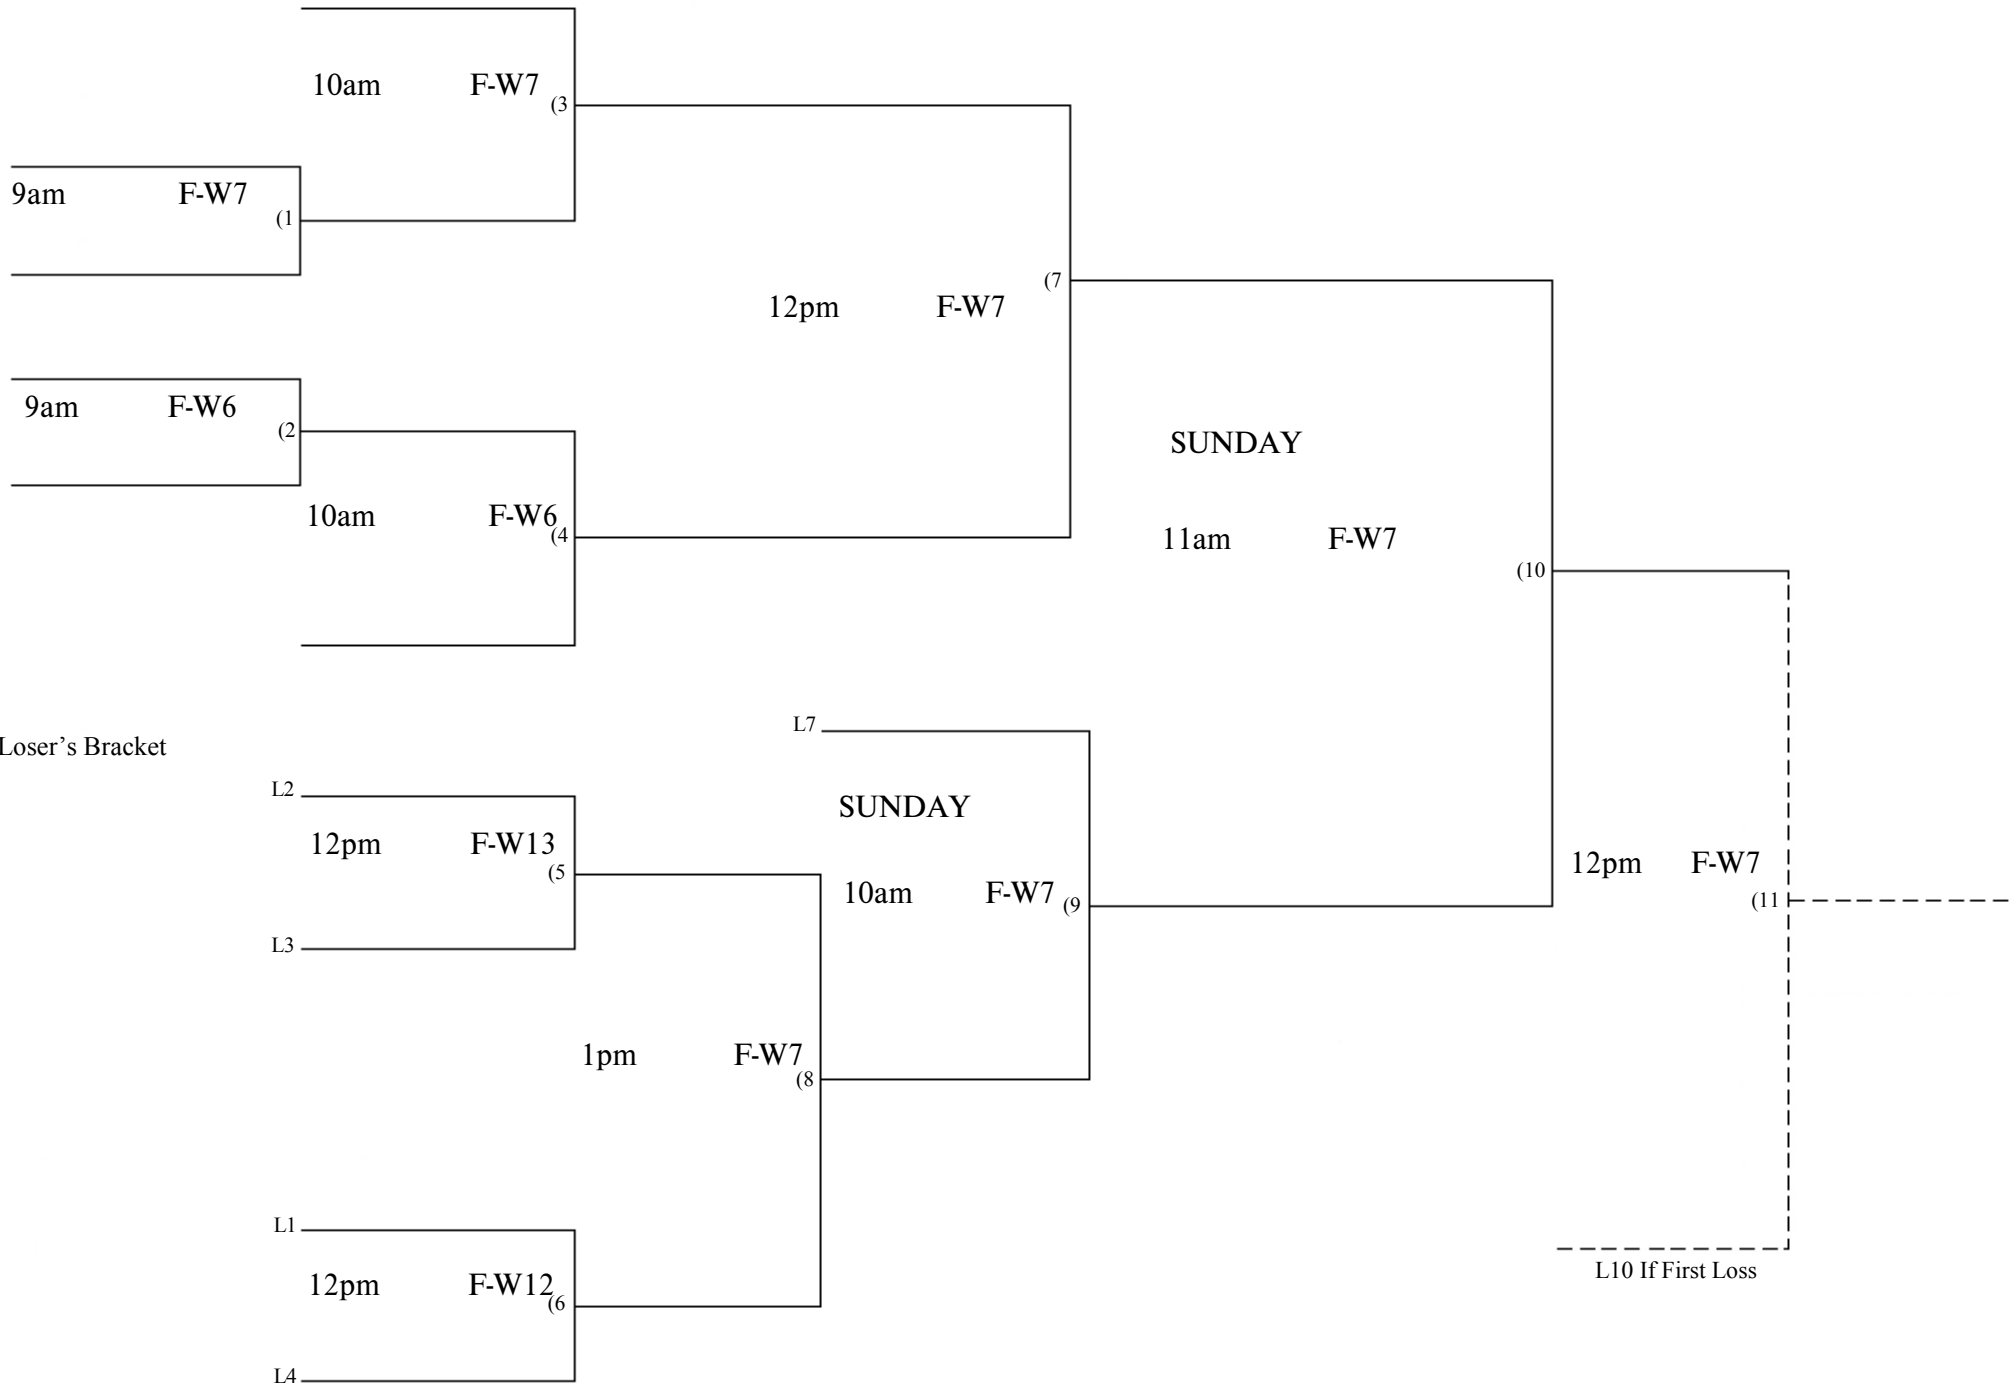 10am F-W7 (3
9am F-W7 (1
12pm F-W7 (7
9am F-W6 (2
SUNDAY
10am F-W6 (4
11am F-W7 (10
L7
Loser's Bracket
L2
SUNDAY
12pm F-W13 (5
10am F-W7 (9
12pm F-W7 (11
L3
1pm F-W7 (8
L1
12pm F-W12 (6
L10 If First Loss
L4